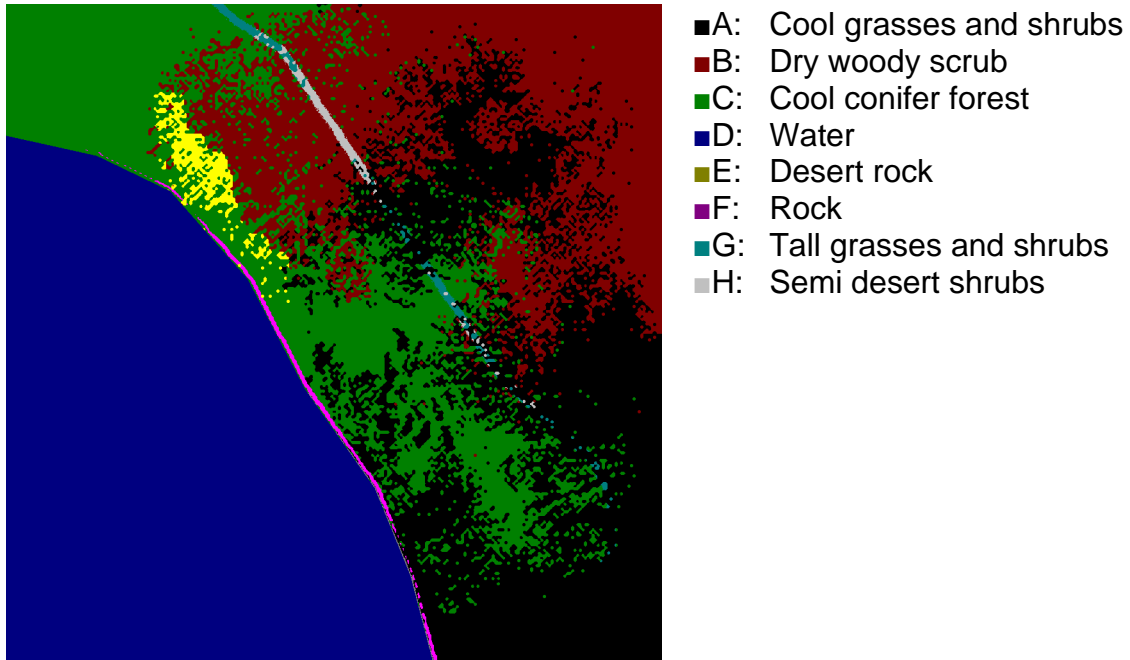 A: Cool grasses and shrubs
B: Dry woody scrub
C: Cool conifer forest
D: Water
E: Desert rock
F: Rock
G: Tall grasses and shrubs
H: Semi desert shrubs